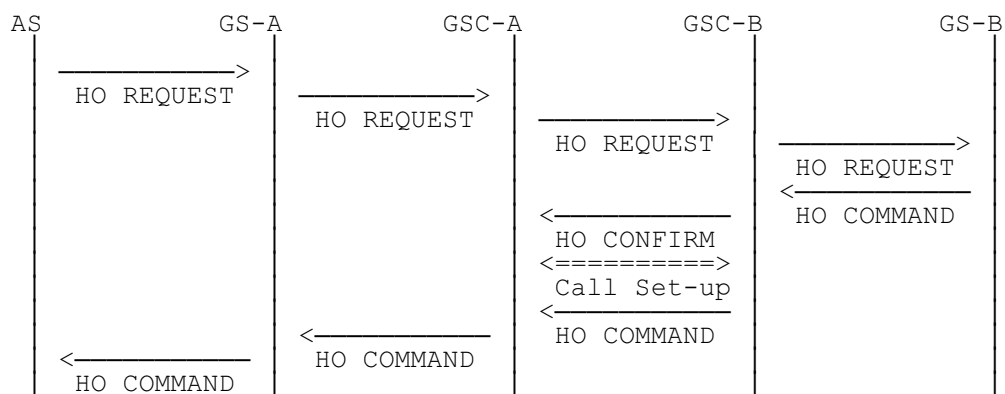 AS GS-A GSC-A GSC-B GS-B
HO REQUEST
HO REQUEST
HO REQUEST
HO REQUEST
HO COMMAND
HO CONFIRM
Call Set-up
HO COMMAND
HO COMMAND
HO COMMAND